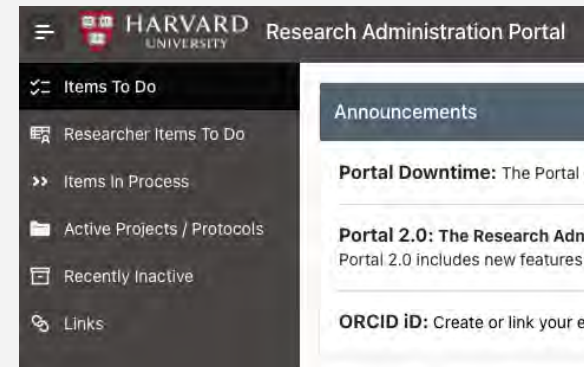 HARVARD
UNIVERSITY
Research Administration Portal
Items To Do
Researcher Items To Do
Items In Process
Active Projects / Protocols
Recently Inactive
Links
Announcements
Portal Downtime: The Portal
Portal 2.0: The Research Adm
Portal 2.0 includes new features
ORCID iD: Create or link your e